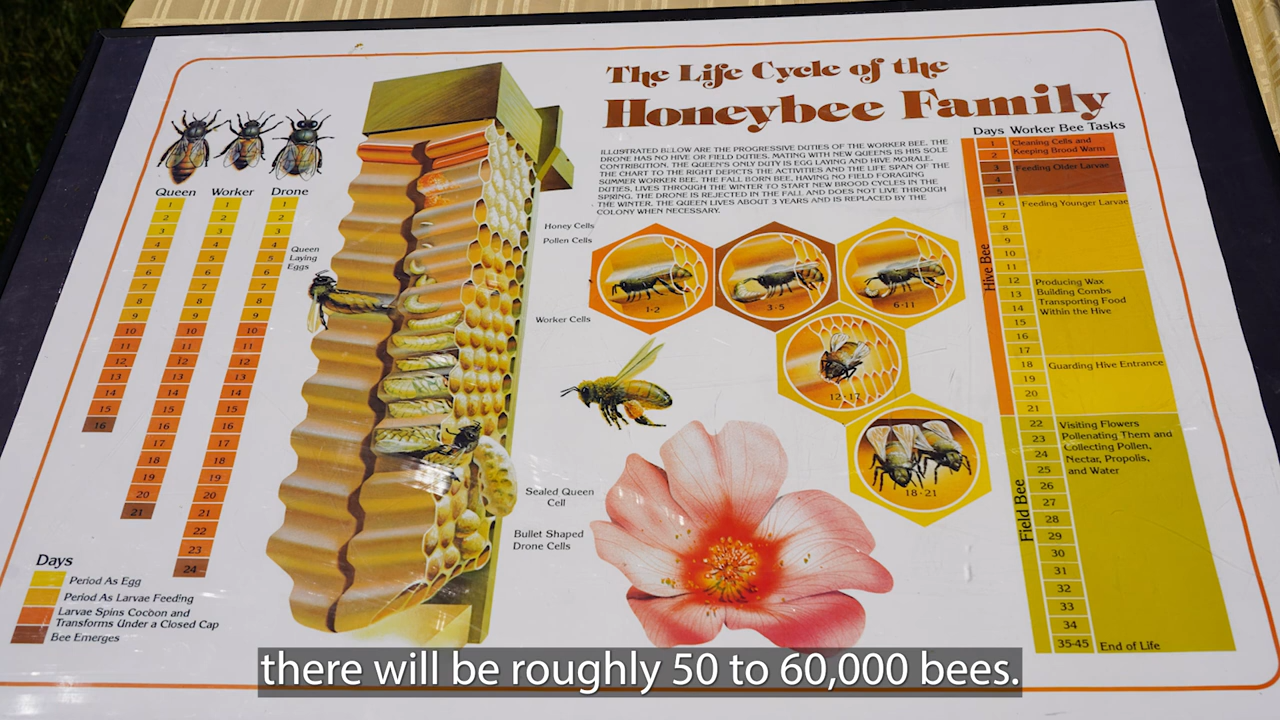 The Life Cycle of the
Honeybee Family
ILLUSTRATED BELOW ARE THE PROGRESSIVE DUTIES OF THE WORKER BEE. THE
DRONE HAS NO HIVE OR FIELD DUTIES. MATING WITH NEW QUEENS IS HIS SOLE
CONTRIBUTION. THE QUEEN'S ONLY DUTY IS EGG LAYING AND HIVE MORALE.
THE CHART TO THE RIGHT DEPICTS THE ACTIVITIES AND THE LIFE SPAN OF THE
SUMMER WORKER BEE. THE FALL BORN BEE, HAVING NO FIELD FORAGING
DUTIES, LIVES THROUGH THE WINTER TO START NEW BROOD CYCLES IN THE
SPRING. THE DRONE IS REJECTED IN THE FALL AND DOES NOT LIVE THROUGH
THE WINTER. THE QUEEN LIVES ABOUT 3 YEARS AND IS REPLACED BY THE
COLONY WHEN NECESSARY.
Queen Worker Drone
1 1 1
2 2 2
3 3 3
4 4 4
5 5 5
6 6 6
7 7 7
8 8 8
9 9 9
10 10 10
11 11 11
12 12 12
13 13 13
14 14 14
15 15 15
16 16 16
17 17
18 18
19 19
20 20
21 21
22
23
24
Queen
Laying
Eggs
Days
Period As Egg
Period As Larvae Feeding
Larvae Spins Cocoon and
Transforms Under a Closed Cap
Bee Emerges
Honey Cells
Pollen Cells
Worker Cells
Sealed Queen
Cell
Bullet Shaped
Drone Cells
1-2
3-5
6-11
12-17
18-21
Days Worker Bee Tasks
Hive Bee
1 Cleaning Cells and
2 Keeping Brood Warm
3 Feeding Older Larvae
4
5
6 Feeding Younger Larvae
7
8
9
10
11
12 Producing Wax
13 Building Combs
14 Transporting Food
Within the Hive
15
16
17
18 Guarding Hive Entrance
19
20
21
Field Bee
22 Visiting Flowers
23 Pollenating Them and
24 Collecting Pollen,
Nectar, Propolis,
25 and Water
26
27
28
29
30
31
32
33
34
35-45 End of Life
there will be roughly 50 to 60,000 bees.